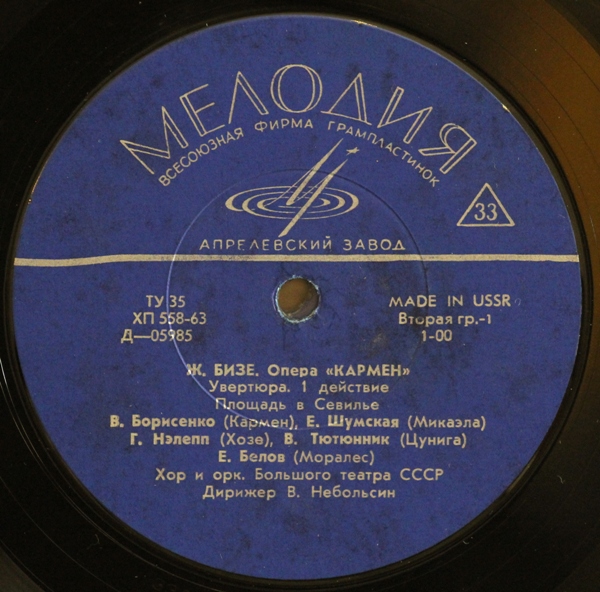 МЕЛОДИЯ
ВСЕСОЮЗНАЯ ФИРМА ГРАМПЛАСТИНОК
33
АПРЕЛЕВСКИЙ ЗАВОД
ТУ 35
ХП 558-63
Д—05985
MADE IN USSR
Вторая гр.-1
1-00
Ж. БИЗЕ. Опера «КАРМЕН»
Увертюра. 1 действие
Площадь в Севилье
В. Борисенко (Кармен), Е. Шумская (Микаэла)
Г. Нэлепп (Хозе), В. Тютюнник (Цунига)
Е. Белов (Моралес)
Хор и орк. Большого театра СССР
Дирижер В. Небольсин